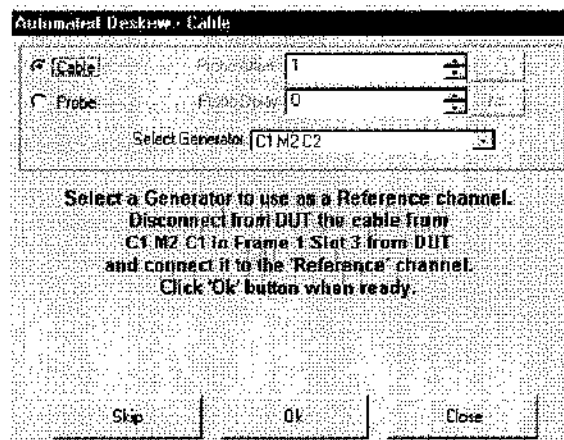 Automated Deskew - Cable
Cable
1
Probe
0
Select Generator C1 M2 C2
Select a Generator to use as a Reference channel.
Disconnect from DUT the cable from
C1 M2 C1 in Frame 1 Slot 3 from DUT
and connect it to the 'Reference' channel.
Click 'Ok' button when ready.
Skip Ok Close